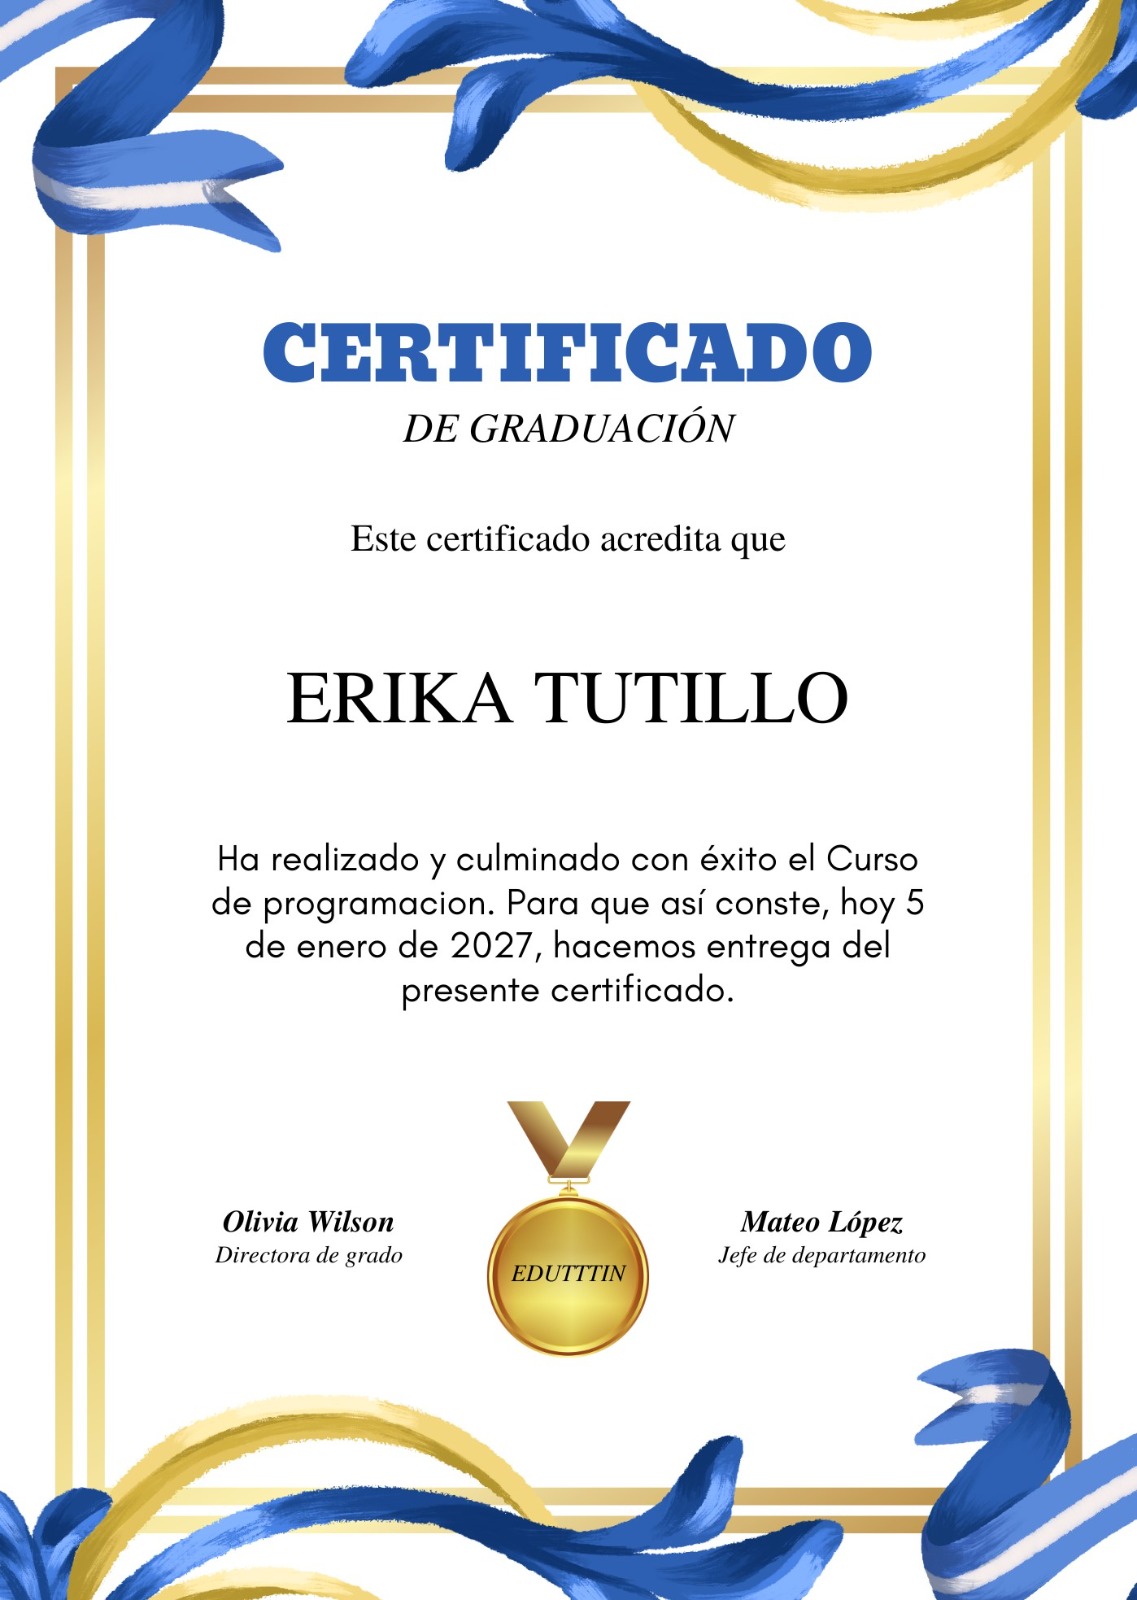 CERTIFICADO
DE GRADUACIÓN
Este certificado acredita que
ERIKA TUTILLO
Ha realizado y culminado con éxito el Curso
de programacion. Para que así conste, hoy 5
de enero de 2027, hacemos entrega del
presente certificado.
Olivia Wilson
Directora de grado
EDUTTTIN
Mateo López
Jefe de departamento